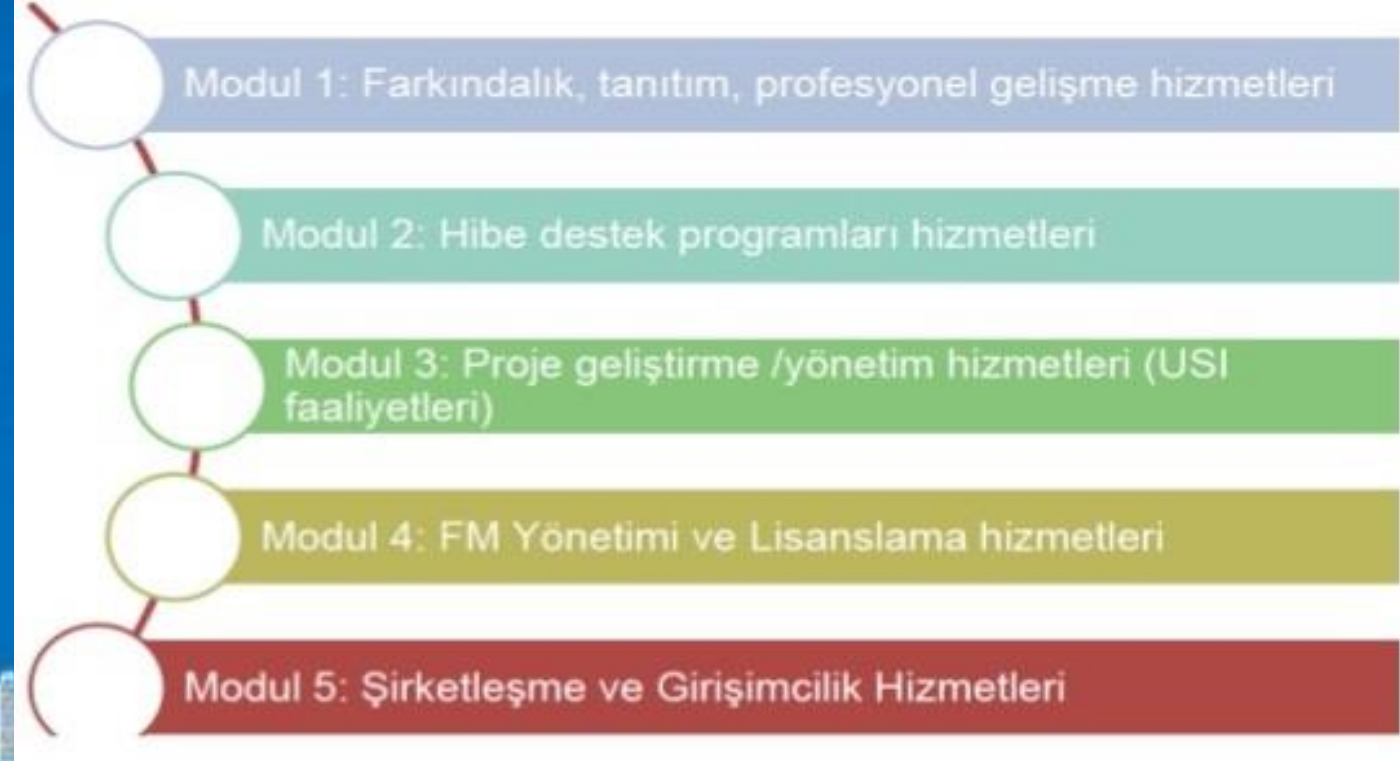 Modul 1: Farkındalık, tanıtım, profesyonel gelişme hizmetleri
Modul 2: Hibe destek programları hizmetleri
Modul 3: Proje geliştirme /yönetim hizmetleri (USI
faaliyetleri)
Modul 4: FM Yönetimi ve Lisanslama hizmetleri
Modul 5: Şirketleşme ve Girişimcilik Hizmetleri